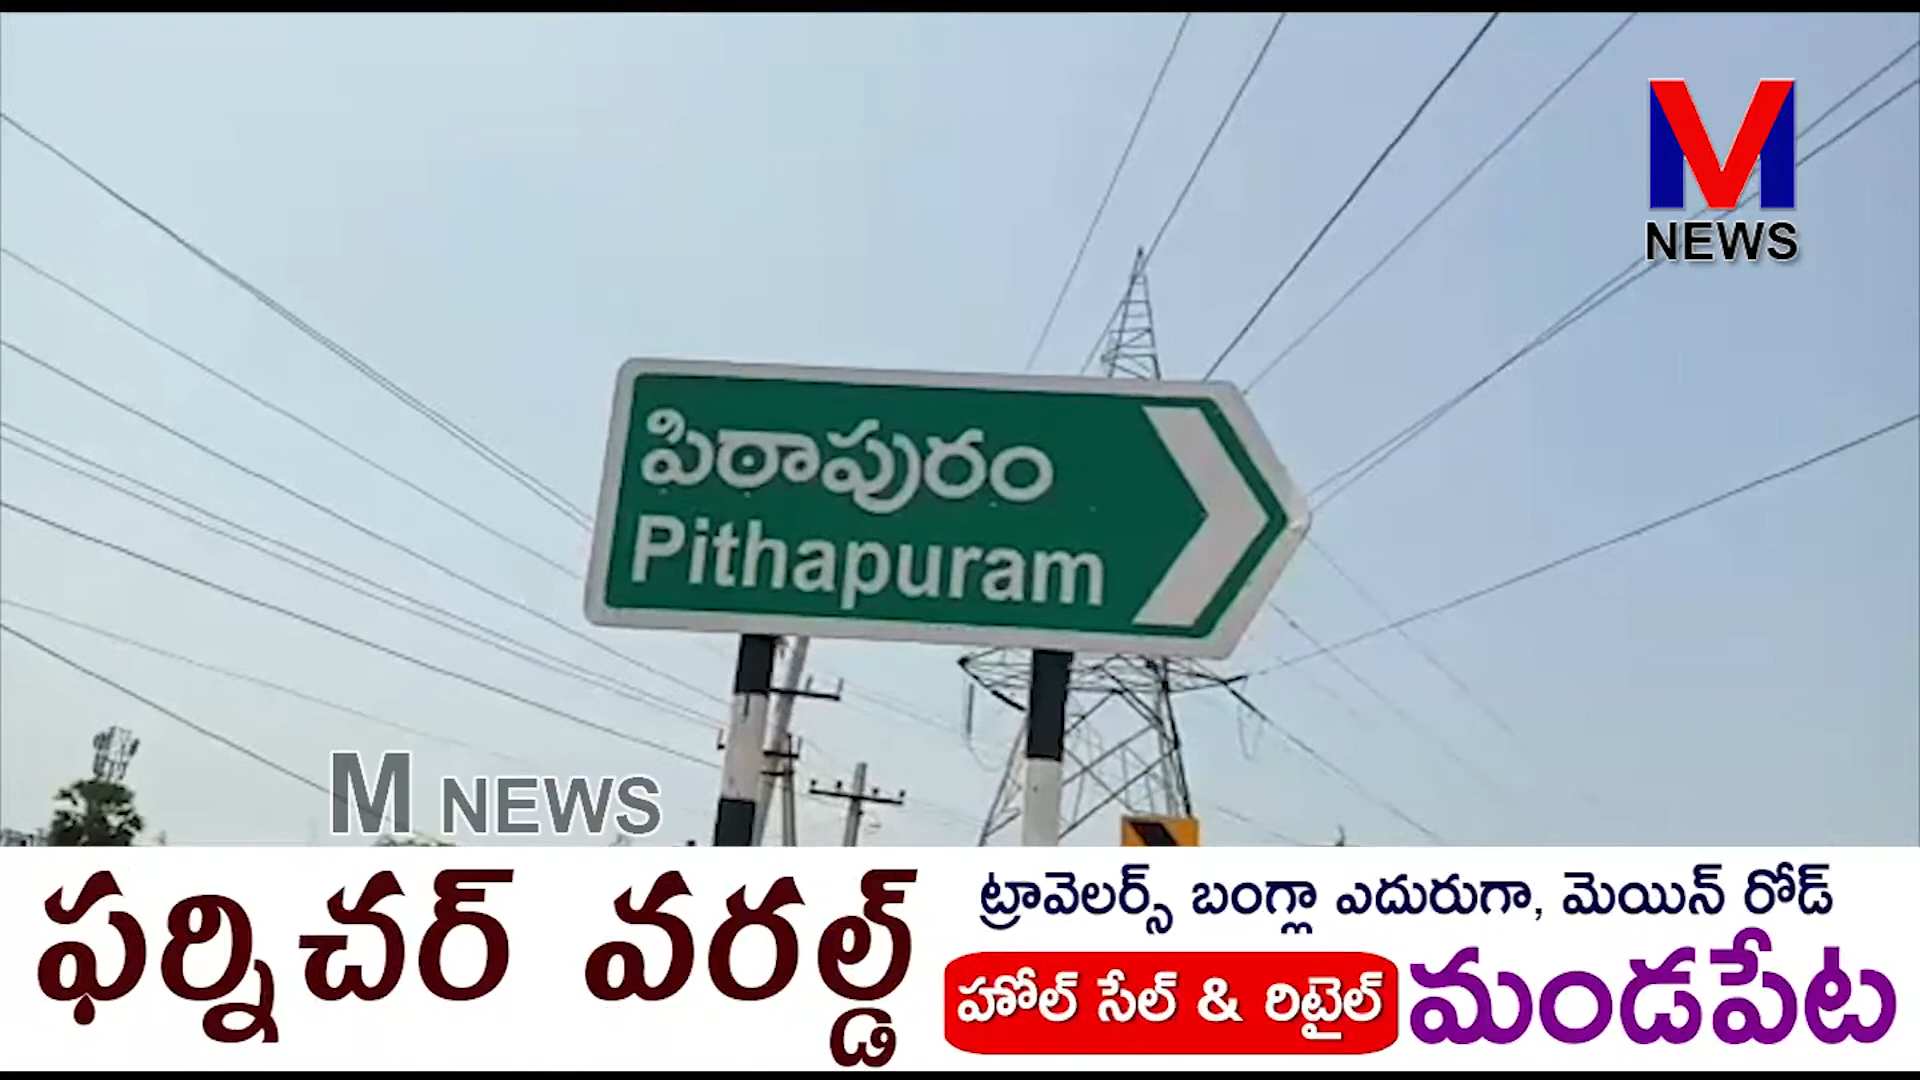 M
NEWS
పిఠాపురం
Pithapuram
M NEWS
ఫర్నిచర్ వరల్డ్
ట్రావెలర్స్ బంగ్లా ఎదురుగా, మెయిన్ రోడ్
హోల్ సేల్ & రిటైల్
మండపేట